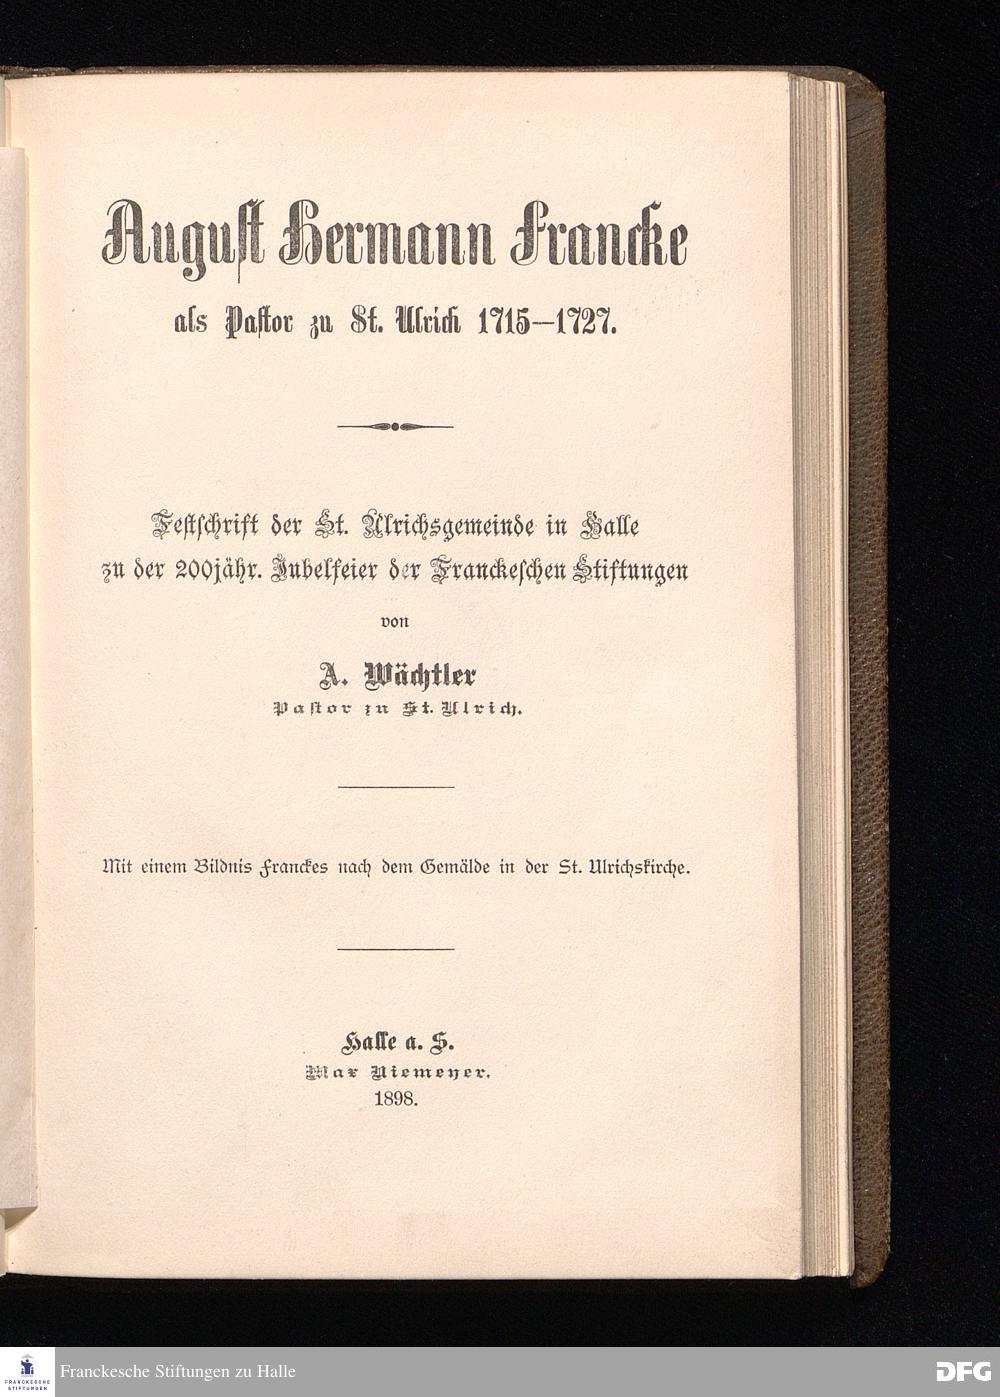 August Hermann Francke
als Pastor zu St. Ulrich 1715—1727.
Festschrift der St. Ulrichsgemeinde in Halle
zu der 200jähr. Jubelfeier der Franckeschen Stiftungen
von
A. Wächtler
Pastor zu St. Ulrich.
Mit einem Bildnis Franckes nach dem Gemälde in der St. Ulrichskirche.
Halle a. S.
Max Niemeyer.
1898.
FRANCKESCHE
STIFTUNGEN
Franckesche Stiftungen zu Halle
DFG